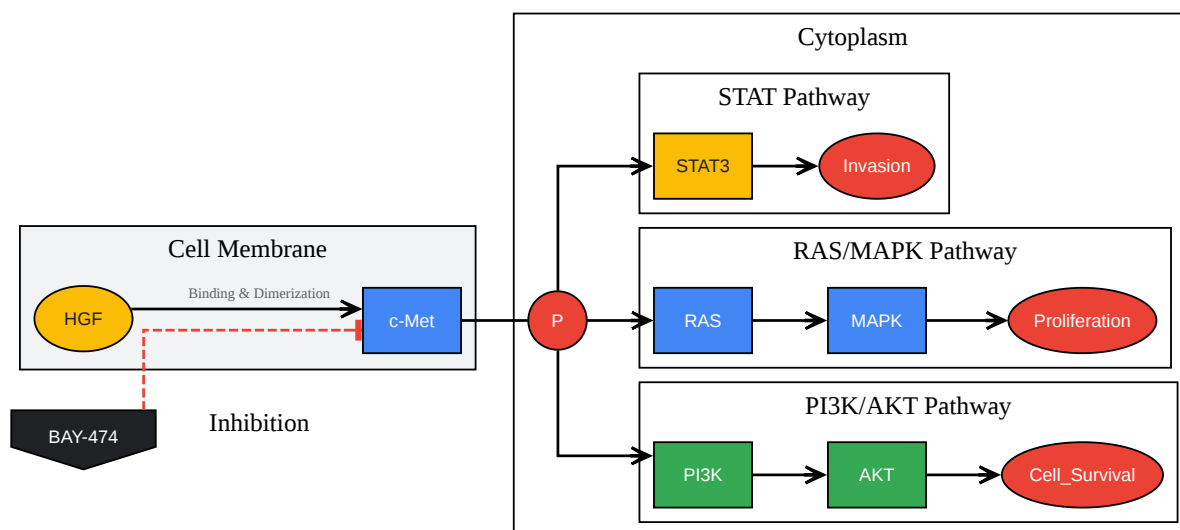 Cytoplasm
STAT Pathway
STAT3
Invasion
Cell Membrane
HGF
Binding & Dimerization
c-Met
P
RAS/MAPK Pathway
RAS
MAPK
Proliferation
BAY-474
Inhibition
PI3K/AKT Pathway
PI3K
AKT
Cell_Survival